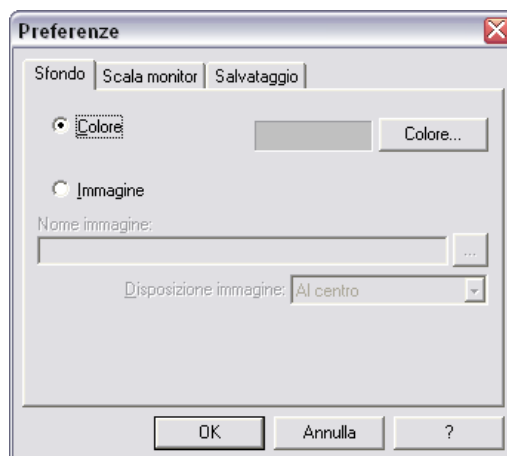 Preferenze
Sfondo Scala monitor Salvataggio
Colore Colore...
Immagine
Nome immagine:
...
Disposizione immagine: Al centro
OK Annulla ?